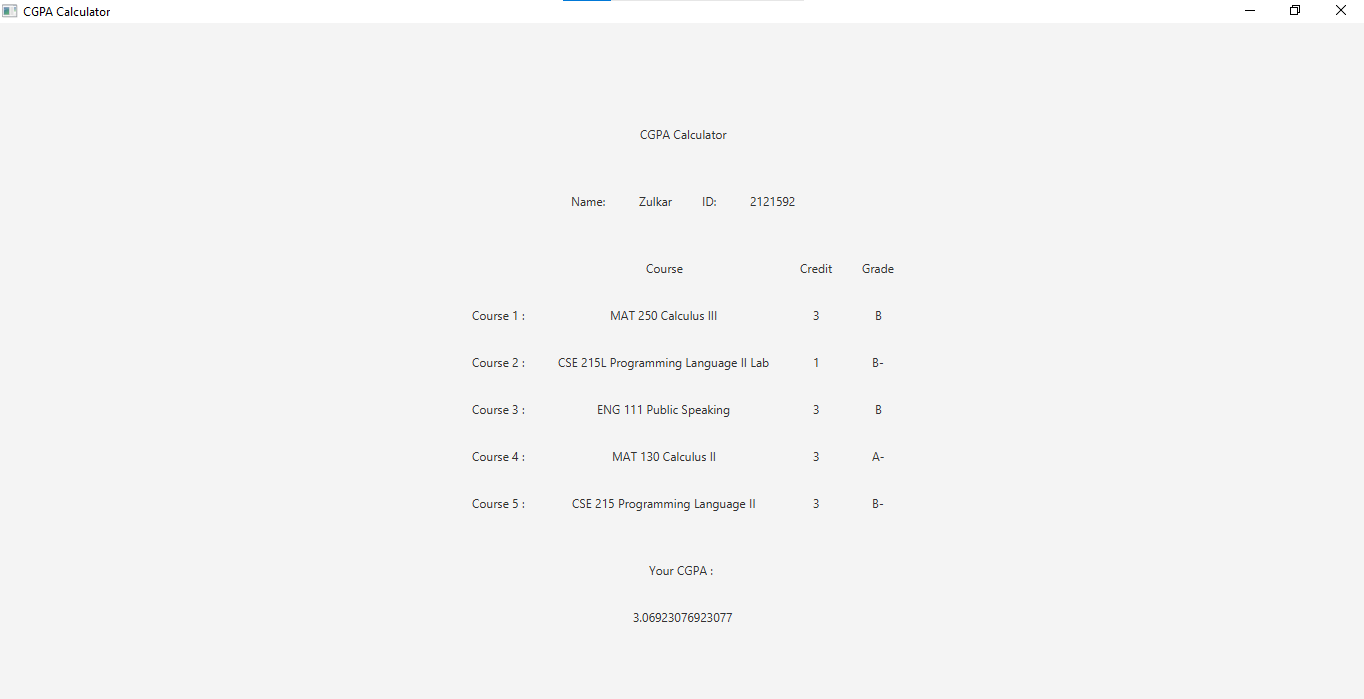 CGPA Calculator
CGPA Calculator
Name: Zulkar ID: 2121592
Course Credit Grade
Course 1 : MAT 250 Calculus III 3 B
Course 2 : CSE 215L Programming Language II Lab 1 B-
Course 3 : ENG 111 Public Speaking 3 B
Course 4 : MAT 130 Calculus II 3 A-
Course 5 : CSE 215 Programming Language II 3 B-
Your CGPA :
3.06923076923077